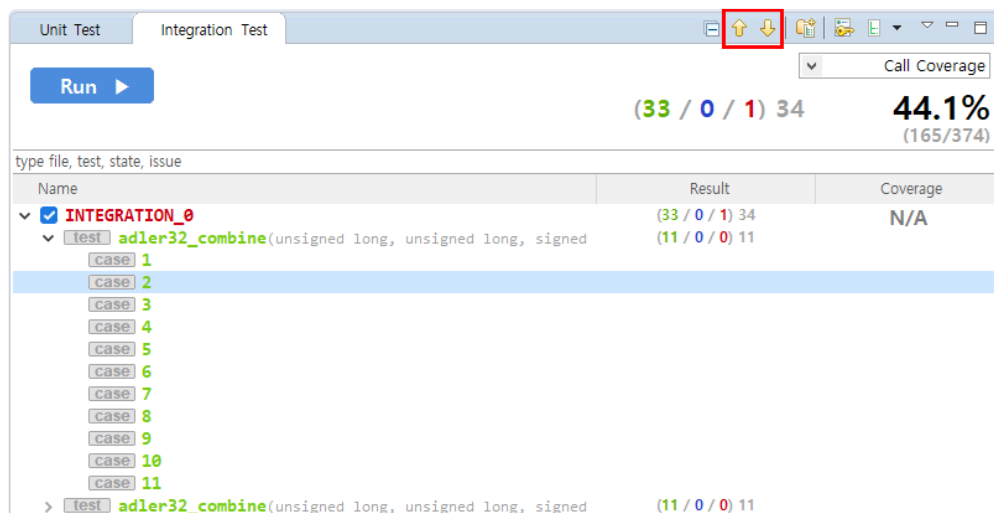 Unit Test Integration Test
Call Coverage
Run
(33 / 0 / 1) 34 44.1%
(165/374)
type file, test, state, issue
Name Result Coverage
INTEGRATION_0 (33 / 0 / 1) 34 N/A
test adler32_combine(unsigned long, unsigned long, signed (11 / 0 / 0) 11
case 1
case 2
case 3
case 4
case 5
case 6
case 7
case 8
case 9
case 10
case 11
test adler32_combine(unsigned long, unsigned long, signed (11 / 0 / 0) 11